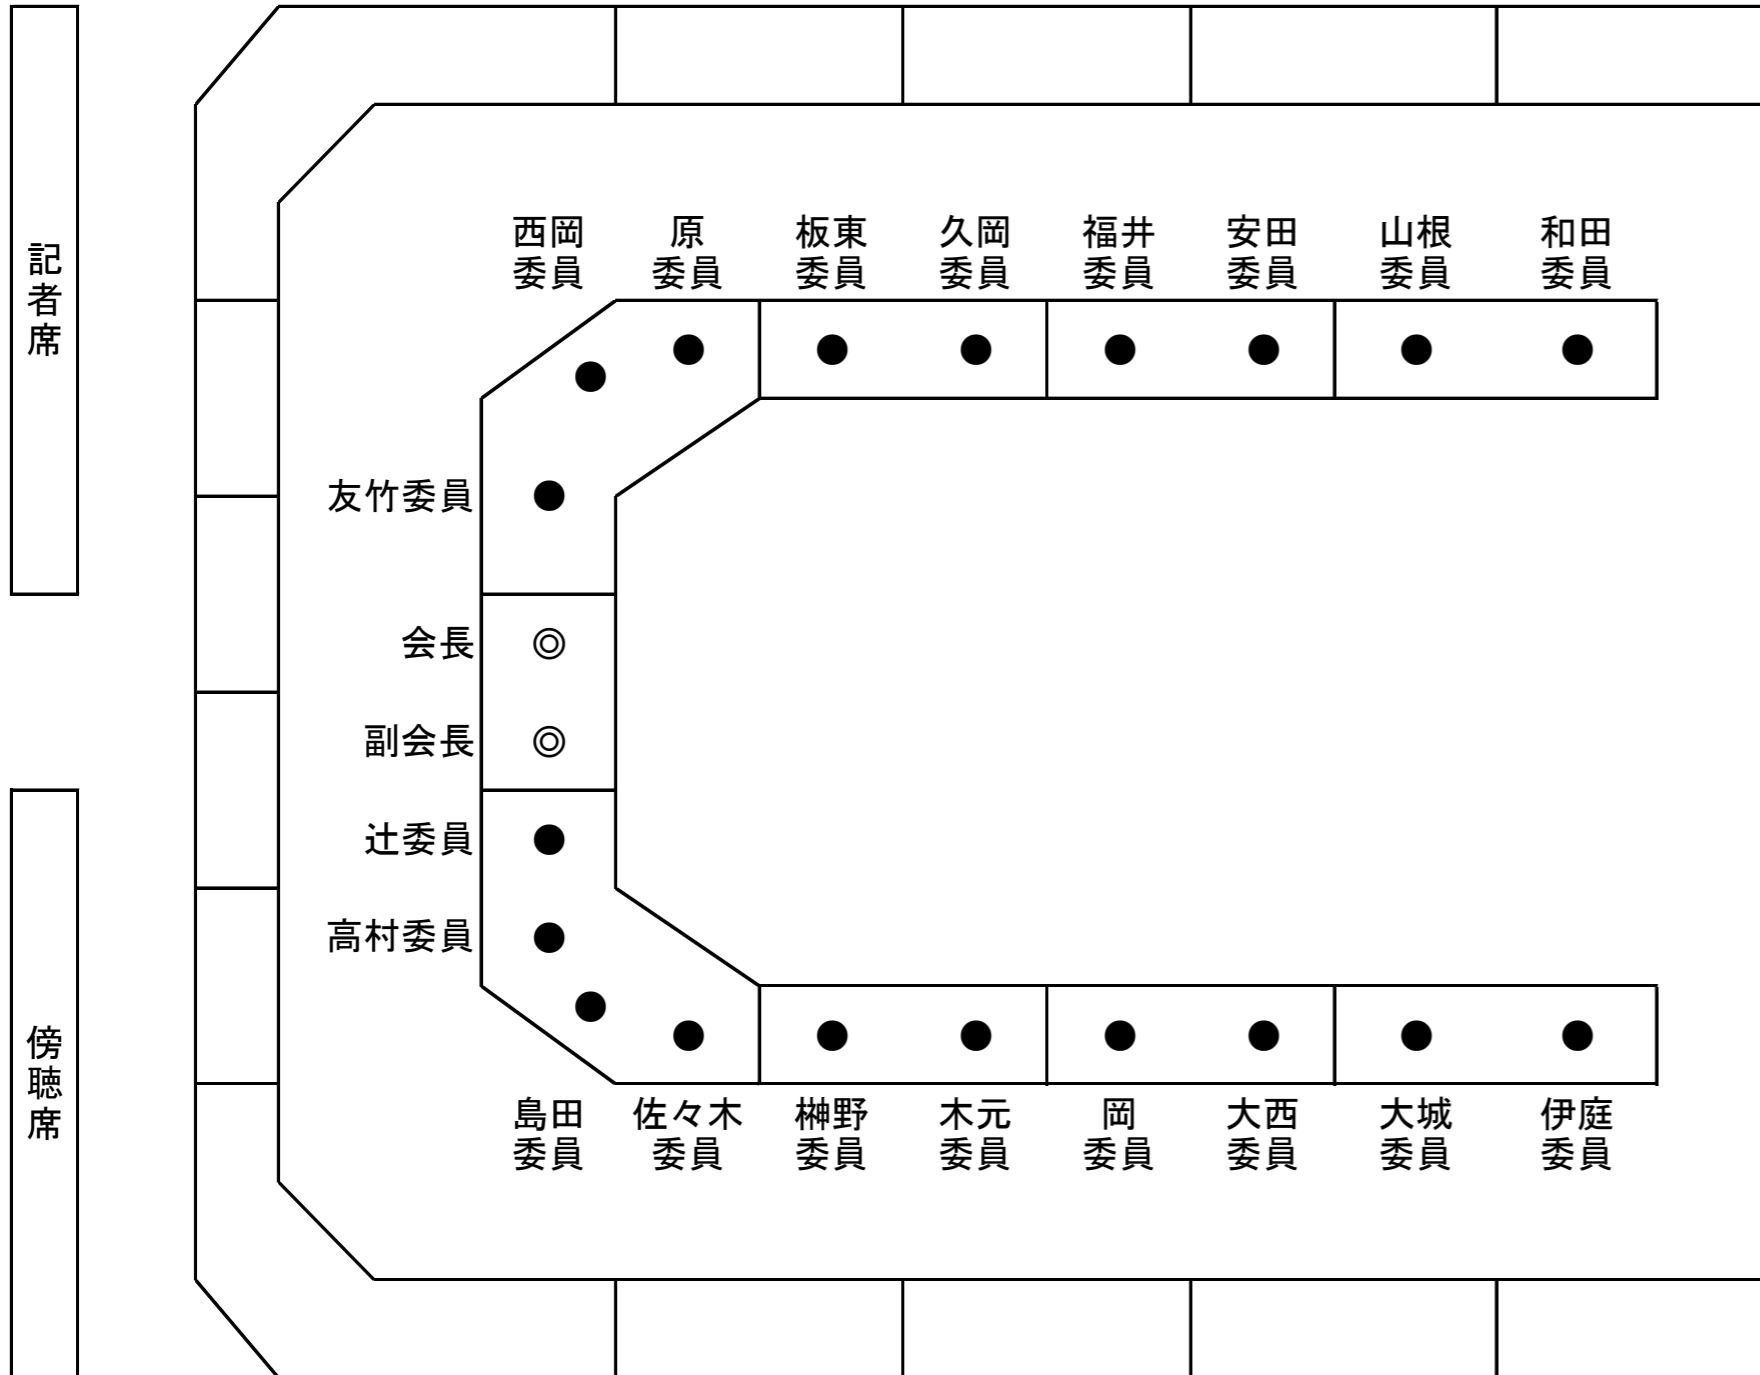 記者席
西岡 原 板東 久岡 福井 安田 山根 和田
委員 委員 委員 委員 委員 委員 委員 委員
友竹委員
会長 ◎
副会長 ◎
辻委員
高村委員
傍聴席
島田 佐々木 榊野 木元 岡 大西 大城 伊庭
委員 委員 委員 委員 委員 委員 委員 委員